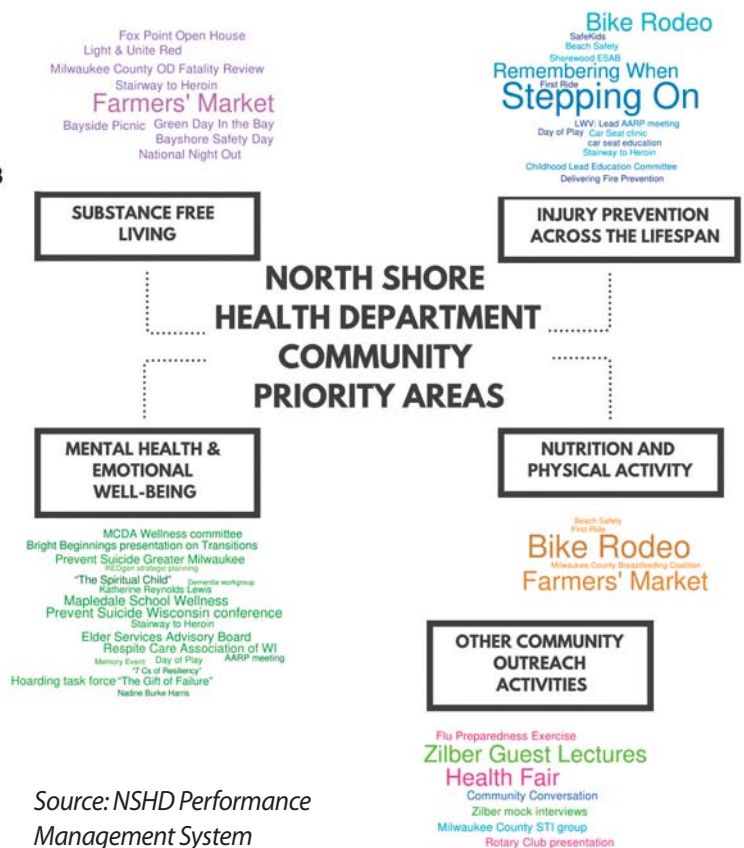 Fox Point Open House
Light & Unite Red
Milwaukee County OD Fatality Review
Stairway to Heroin
Farmers' Market
Bayside Picnic Green Day In the Bay
Bayshore Safety Day
National Night Out
Bike Rodeo
SafeKids
Beach Safety
Shorewood ESAB
Remembering When
First Ride
Stepping On
LWV: Lead AARP meeting
Day of Play Car Seat clinic
car seat education
Stairway to Heroin
Childhood Lead Education Committee
Delivering Fire Prevention
SUBSTANCE FREE
LIVING
INJURY PREVENTION
ACROSS THE LIFESPAN
NORTH SHORE
HEALTH DEPARTMENT
COMMUNITY
PRIORITY AREAS
MENTAL HEALTH &
EMOTIONAL
WELL-BEING
NUTRITION AND
PHYSICAL ACTIVITY
MCDA Wellness committee
Bright Beginnings presentation on Transitions
Prevent Suicide Greater Milwaukee
REDgen strategic planning
"The Spiritual Child" Dementia workgroup
Katherine Reynolds Lewis
Mapledale School Wellness
Prevent Suicide Wisconsin conference
Stairway to Heroin
Elder Services Advisory Board
Respite Care Association of WI
Memory Event Day of Play AARP meeting
"7 Cs of Resiliency"
Hoarding task force "The Gift of Failure"
Nadine Burke Harris
Beach Safety
First Ride
Bike Rodeo
Milwaukee County Breastfeeding Coalition
Farmers' Market
OTHER COMMUNITY
OUTREACH
ACTIVITIES
Flu Preparedness Exercise
Zilber Guest Lectures
Health Fair
Community Conversation
Zilber mock interviews
Milwaukee County STI group
Rotary Club presentation
Source: NSHD Performance
Management System